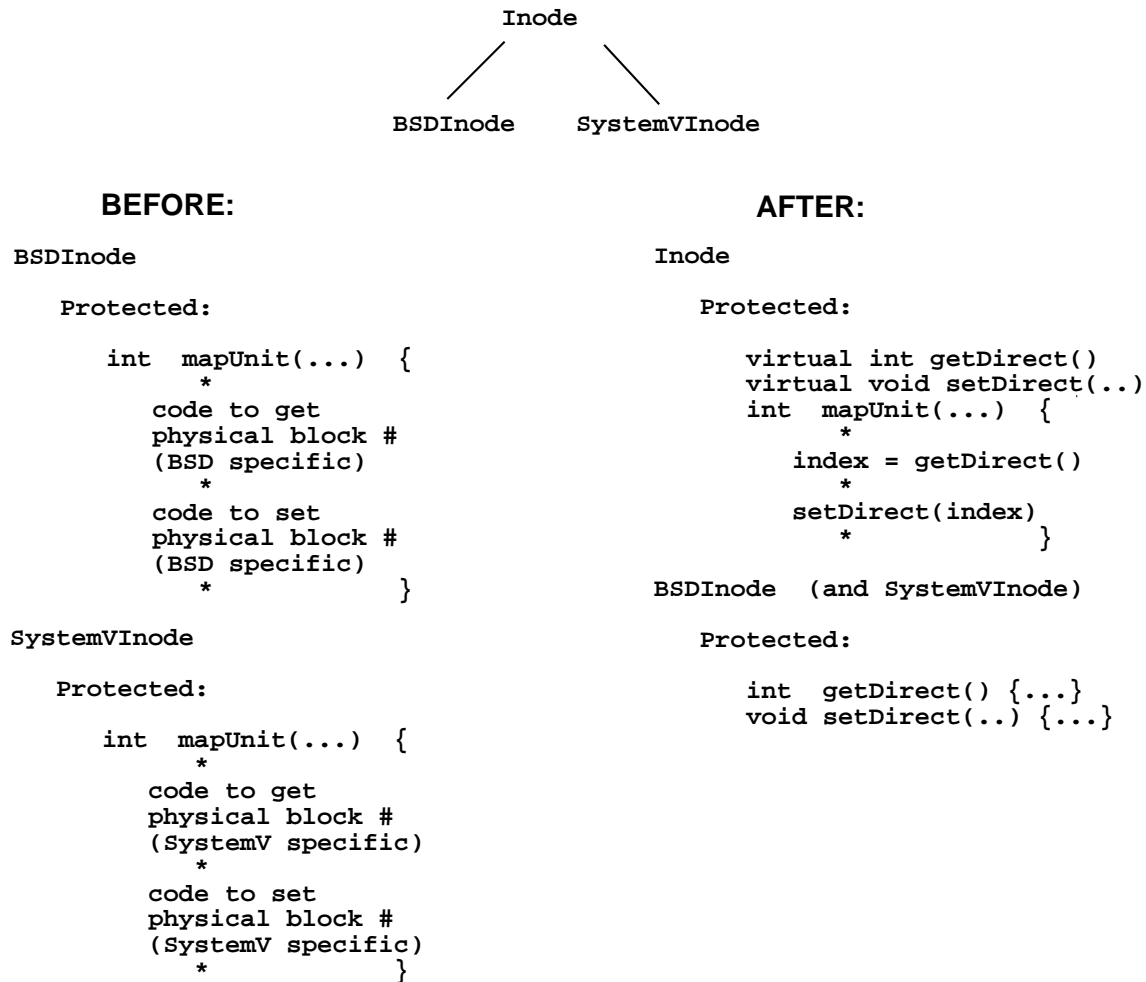 Inode
BSDInode SystemVInode
BEFORE:
BSDInode
Protected:
int mapUnit(...) {
*
code to get
physical block #
(BSD specific)
*
code to set
physical block #
(BSD specific)
* }
SystemVInode
Protected:
int mapUnit(...) {
*
code to get
physical block #
(SystemV specific)
*
code to set
physical block #
(SystemV specific)
* }
AFTER:
Inode
Protected:
virtual int getDirect()
virtual void setDirect(..)
int mapUnit(...) {
*
index = getDirect()
*
setDirect(index)
* }
BSDInode (and SystemVInode)
Protected:
int getDirect() {...}
void setDirect(..) {...}